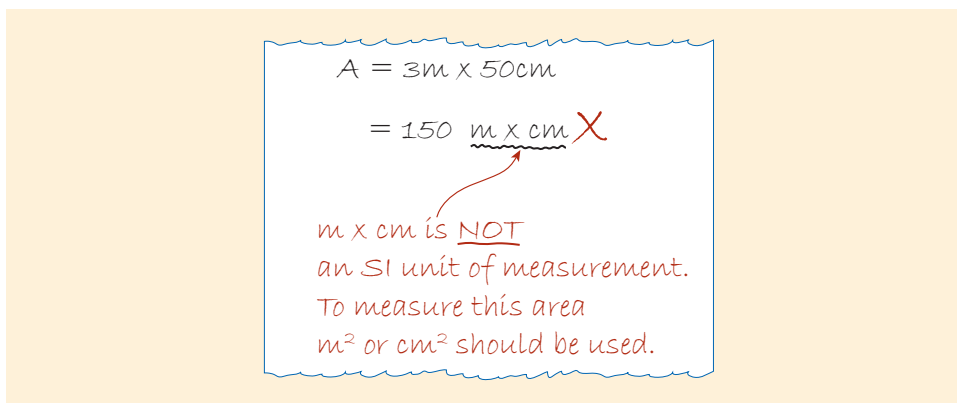 A = 3m x 50cm
= 150 m x cm X
m x cm is NOT
an SI unit of measurement.
To measure this area
m² or cm² should be used.